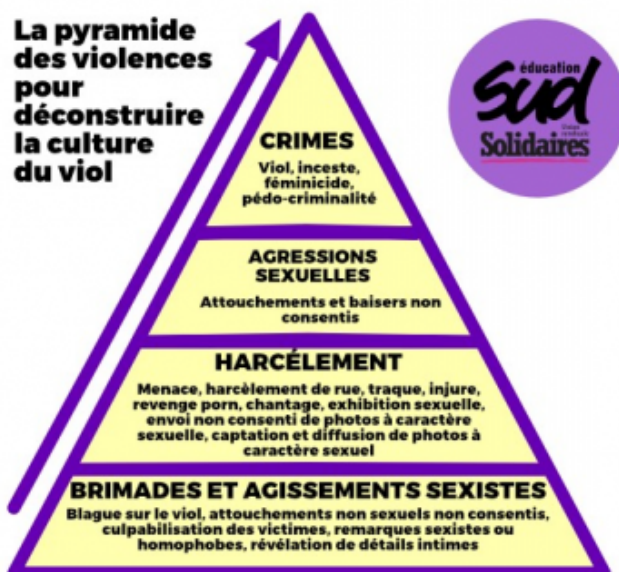 La pyramide
des violences
pour
déconstruire
la culture
du viol
éducation
Sud
Union
syndicale
Solidaires
CRIMES
Viol, inceste,
féminicide,
pédo-criminalité
AGRESSIONS
SEXUELLES
Attouchements et baisers non
consentis
HARCÉLEMENT
Menace, harcèlement de rue, traque, injure,
revenge porn, chantage, exhibition sexuelle,
envoi non consenti de photos à caractère
sexuelle, captation et diffusion de photos à
caractère sexuel
BRIMADES ET AGISSEMENTS SEXISTES
Blague sur le viol, attouchements non sexuels non consentis,
culpabilisation des victimes, remarques sexistes ou
homophobes, révélation de détails intimes